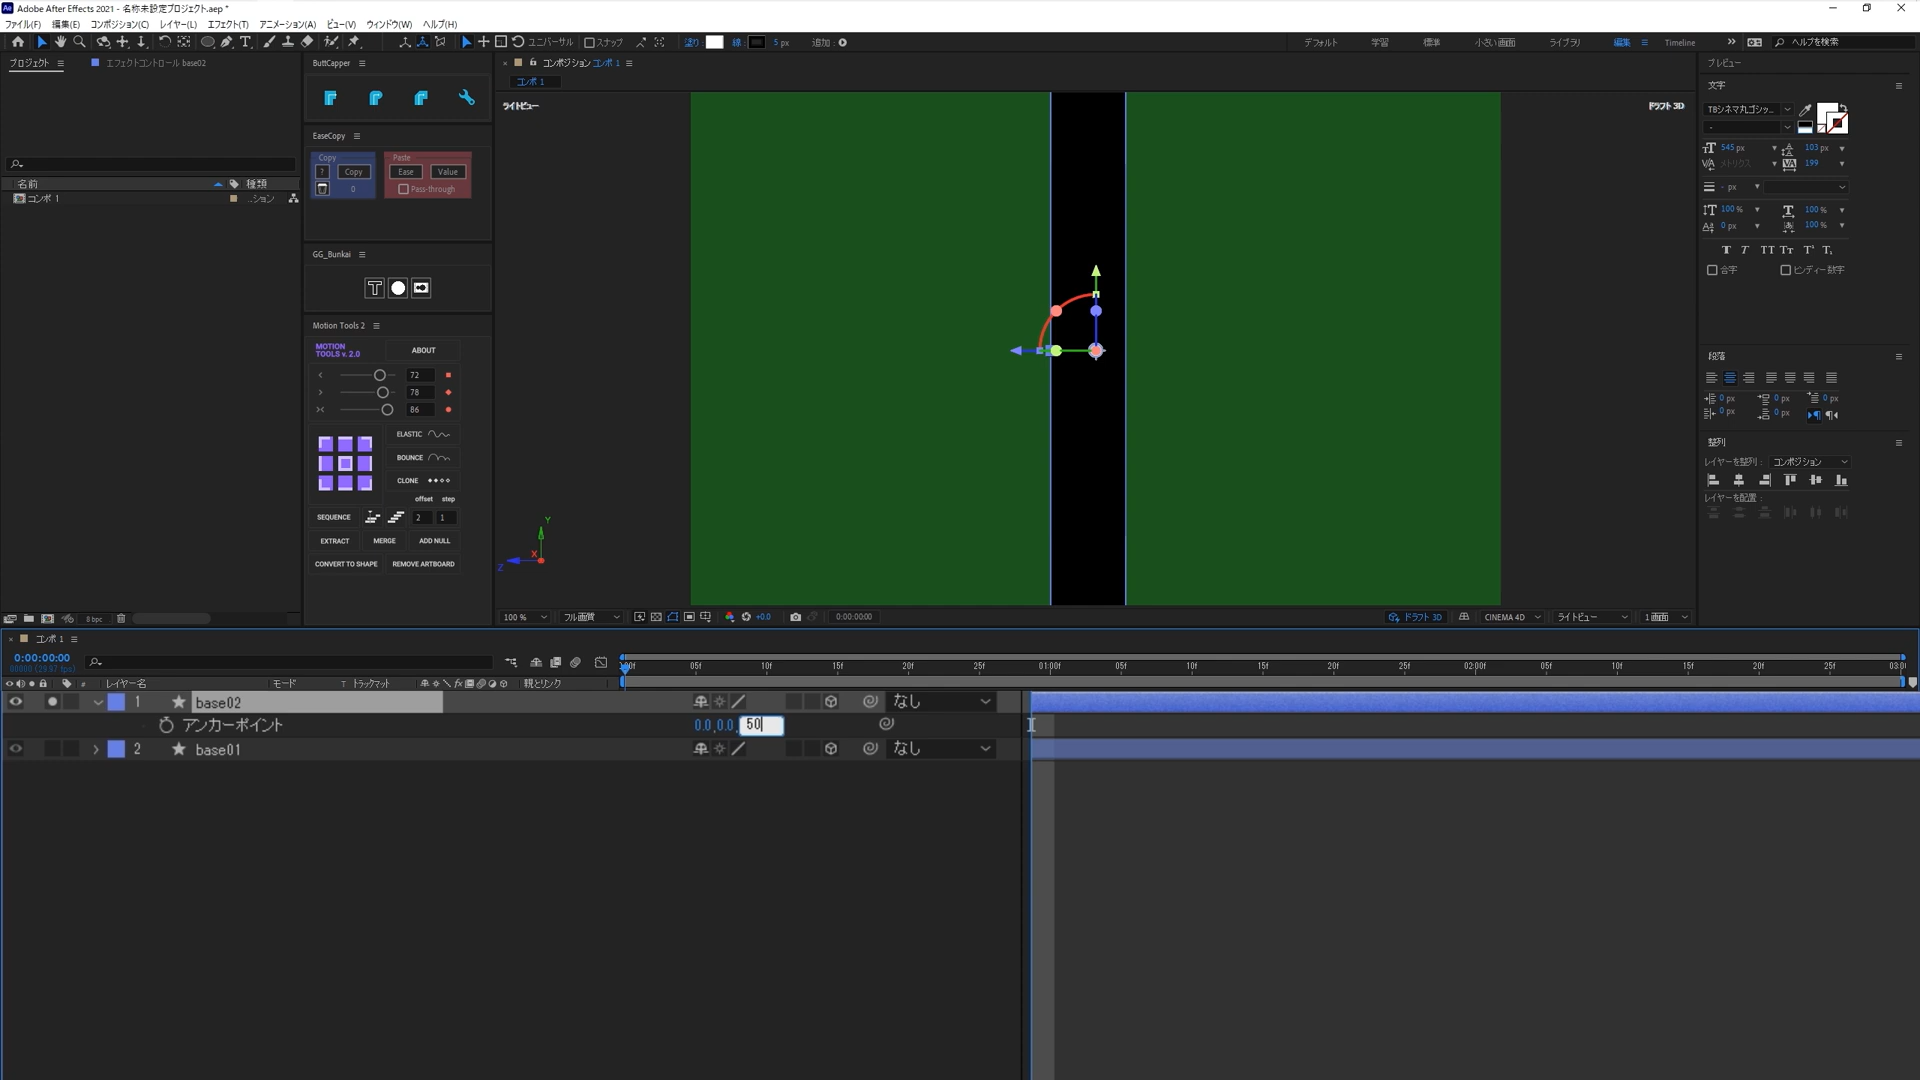 Adobe After Effects 2021 - 名称未設定プロジェクト.aep *
ファイル(F) 編集(E) コンポジション(C) レイヤー(L) エフェクト(T) アニメーション(A) ビュー(V) ウィンドウ(W) ヘルプ(H)
ユニバーサル スナップ 塗り: 線: 5 px 追加: デフォルト 学習 標準 小さい画面 ライブラリ 編集 Timeline ヘルプを検索
プロジェクト エフェクトコントロール base02
名前 種類
コンポ 1 ...ション
8 bpc
ButtCapper
EaseCopy
Copy Paste
? Copy Ease Value
0 Pass-through
GG_Bunkai
Motion Tools 2
MOTION TOOLS v. 2.0 ABOUT
72
78
86
ELASTIC
BOUNCE
CLONE
offset step
SEQUENCE 2 1
EXTRACT MERGE ADD NULL
CONVERT TO SHAPE REMOVE ARTBOARD
コンポジション コンポ 1
コンポ 1
ライトビュー ドラフト 3D
Y
X
Z
100 % フル画質 +0.0 0:00:00:00 ドラフト 3D CINEMA 4D ライトビュー 1画面
プレビュー
文字
TBシネマ丸ゴシッ...
-
545 px 103 px
メトリクス 199
- px
100 % 100 %
0 px 100 %
T T TT Tr T¹ T,
合字 ヒンディー数字
段落
0 px 0 px 0 px
0 px 0 px
整列
レイヤーを整列: コンポジション
レイヤーを配置:
コンポ 1
0:00:00:00
00000 (29.97 fps)
:00f 05f 10f 15f 20f 25f 01:00f 05f 10f 15f 20f 25f 02:00f 05f 10f 15f 20f 25f 03:0
# レイヤー名 モード T トラックマット 親とリンク
1 base02 なし
アンカーポイント 0.0,0.0, 50
2 base01 なし